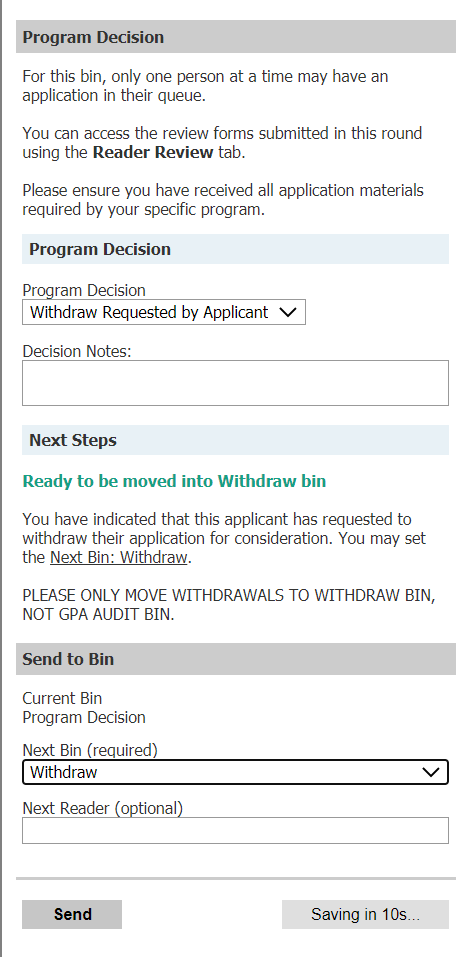 Program Decision
For this bin, only one person at a time may have an
application in their queue.
You can access the review forms submitted in this round
using the Reader Review tab.
Please ensure you have received all application materials
required by your specific program.
Program Decision
Program Decision
Withdraw Requested by Applicant
Decision Notes:
Next Steps
Ready to be moved into Withdraw bin
You have indicated that this applicant has requested to
withdraw their application for consideration. You may set
the Next Bin: Withdraw.
PLEASE ONLY MOVE WITHDRAWALS TO WITHDRAW BIN,
NOT GPA AUDIT BIN.
Send to Bin
Current Bin
Program Decision
Next Bin (required)
Withdraw
Next Reader (optional)
Send
Saving in 10s...